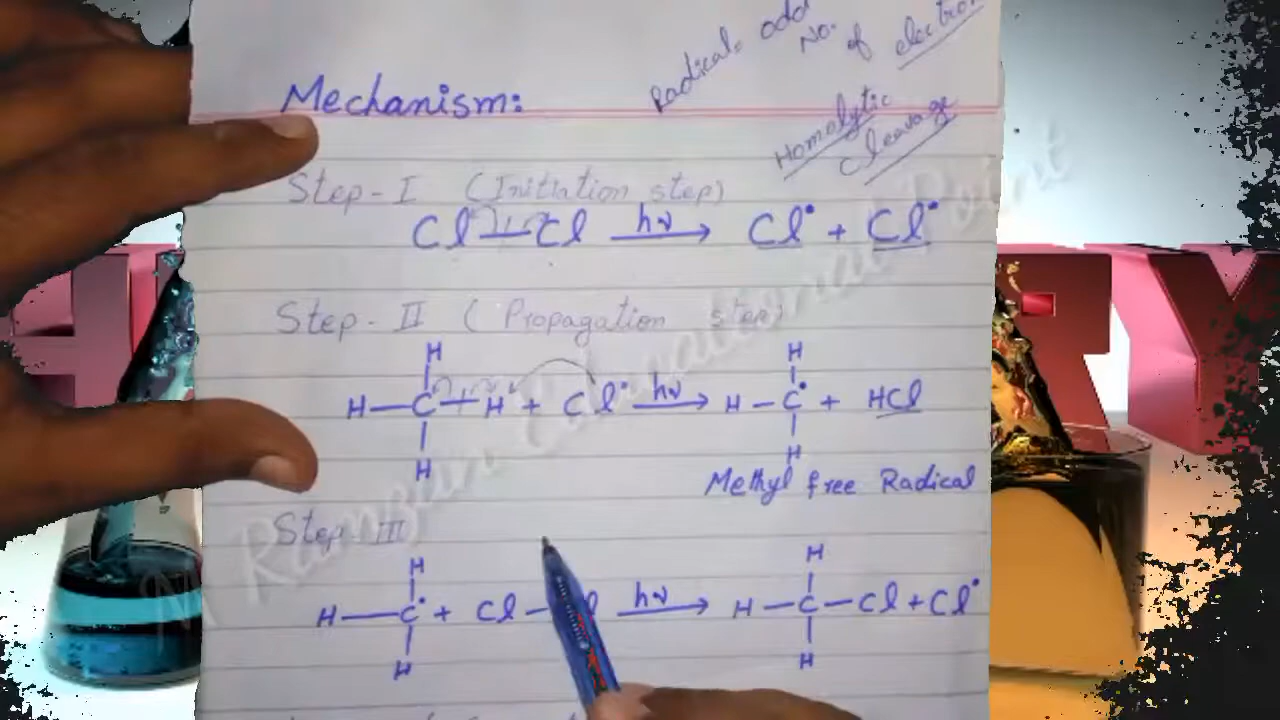 Radical= odd
No. of electron
Mechanism:
Homolytic
Cleavage
Step-I (Initiation step)
Cl—Cl hν→ Cl• + Cl•
Step-II (Propagation step)
H H
H—C—H + Cl• hν→ H—C• + HCl
H H
Methyl free Radical
Step III
H H
H—C• + Cl—Cl hν→ H—C—Cl + Cl•
H H